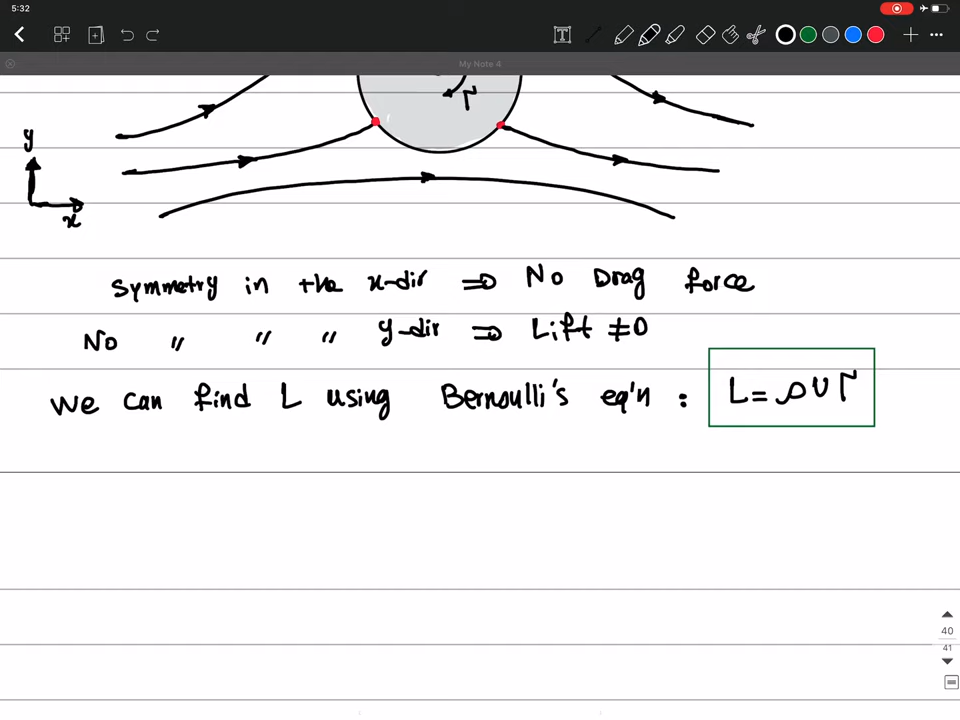 5:32
T
My Note 4
Γ
y
x
Symmetry in the x-dir ⇒ No Drag force
No " " " y-dir ⇒ Lift ≠0
We can find L using Bernoulli's eq'n : L=ρUΓ
40
41